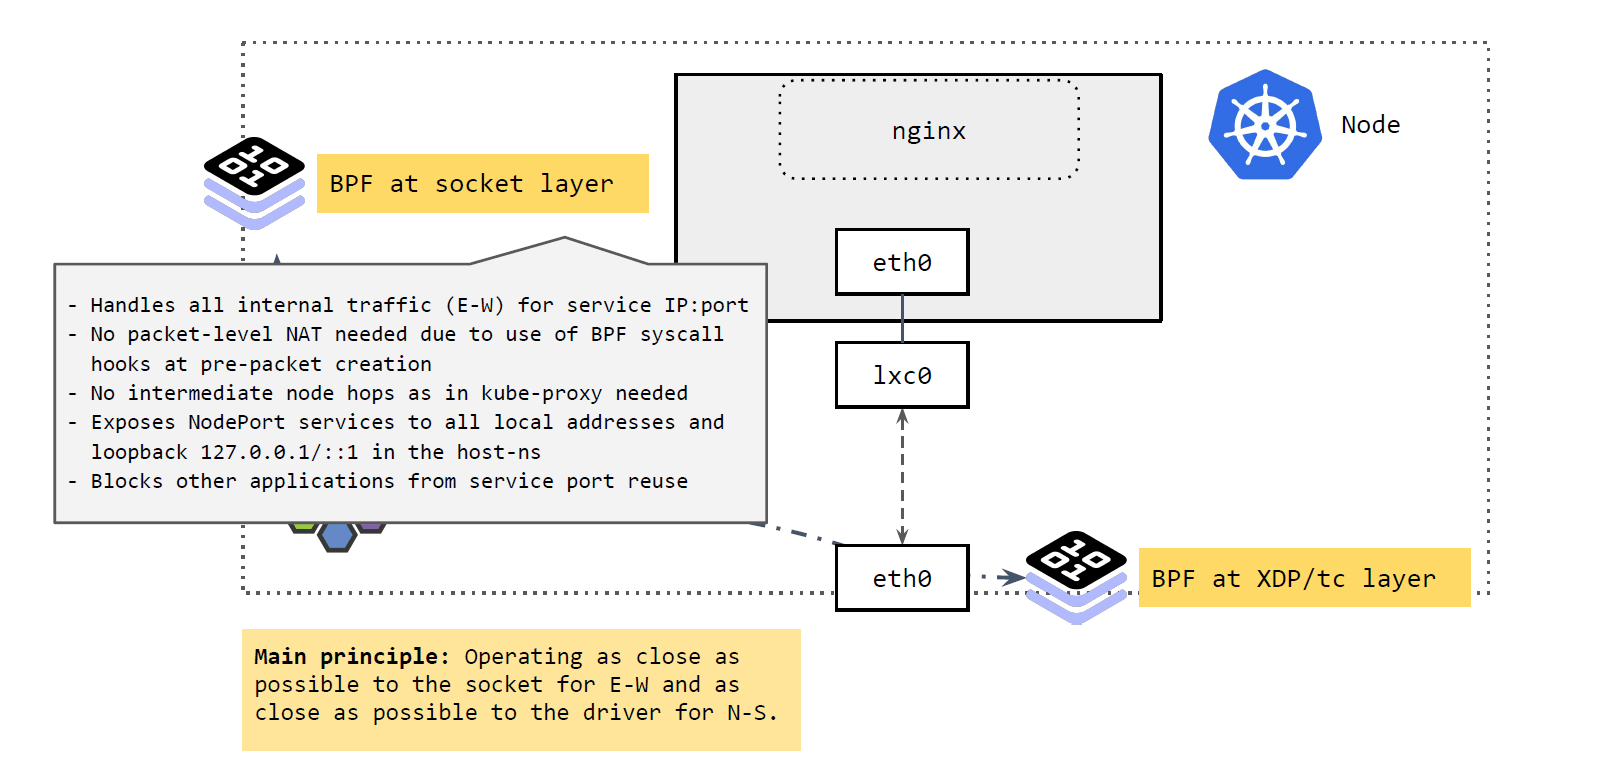 nginx
Node
BPF at socket layer
eth0
- Handles all internal traffic (E-W) for service IP:port
- No packet-level NAT needed due to use of BPF syscall
hooks at pre-packet creation
- No intermediate node hops as in kube-proxy needed
- Exposes NodePort services to all local addresses and
loopback 127.0.0.1/::1 in the host-ns
- Blocks other applications from service port reuse
lxc0
eth0
BPF at XDP/tc layer
Main principle: Operating as close as
possible to the socket for E-W and as
close as possible to the driver for N-S.